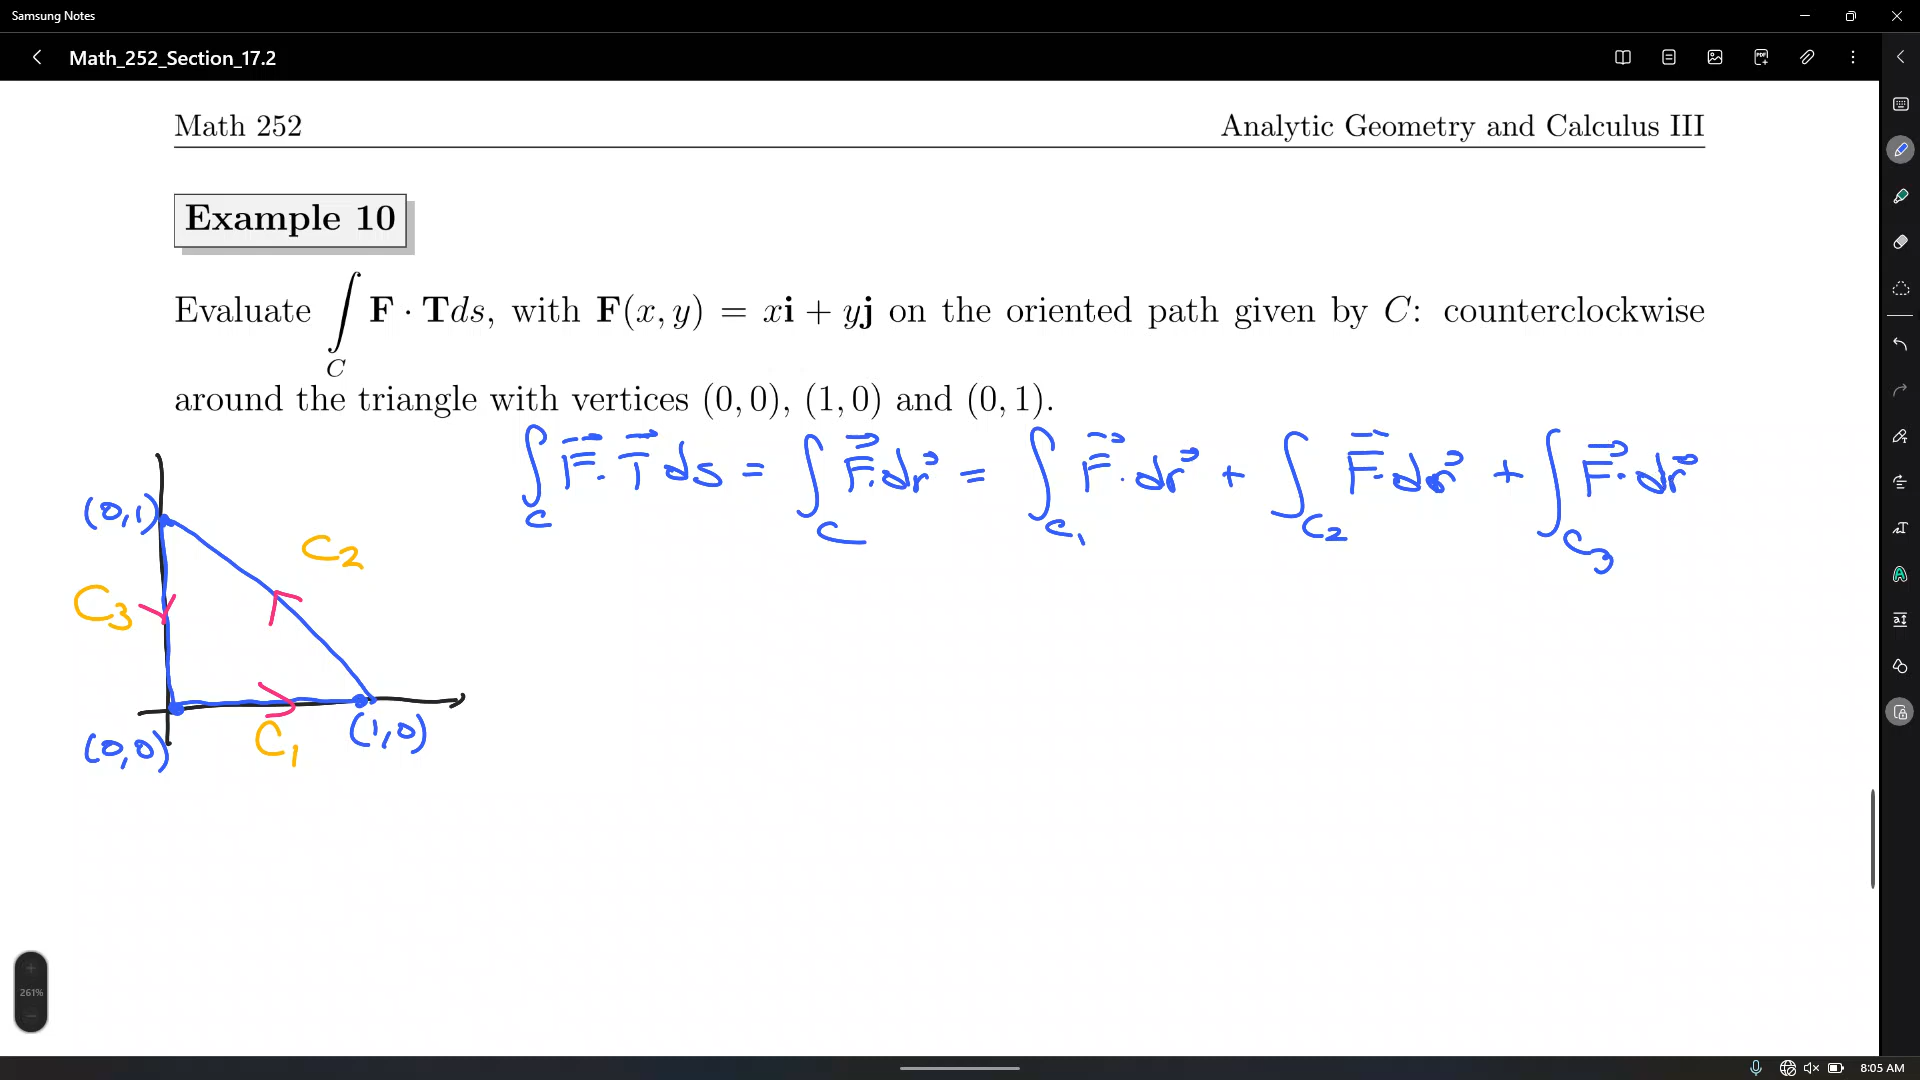 Samsung Notes
Math_252_Section_17.2
Math 252 Analytic Geometry and Calculus III
Example 10
Evaluate ∫_C F · T ds, with F(x, y) = xi + yj on the oriented path given by C: counterclockwise
around the triangle with vertices (0, 0), (1, 0) and (0, 1).
∫_C F⃗ · T⃗ ds = ∫_C F⃗ · dr⃗ = ∫_C₁ F⃗ · dr⃗ + ∫_C₂ F⃗ · dr⃗ + ∫_C₃ F⃗ · dr⃗
(0,1)
C₂
C₃
(0,0)
C₁
(1,0)
261%
8:05 AM